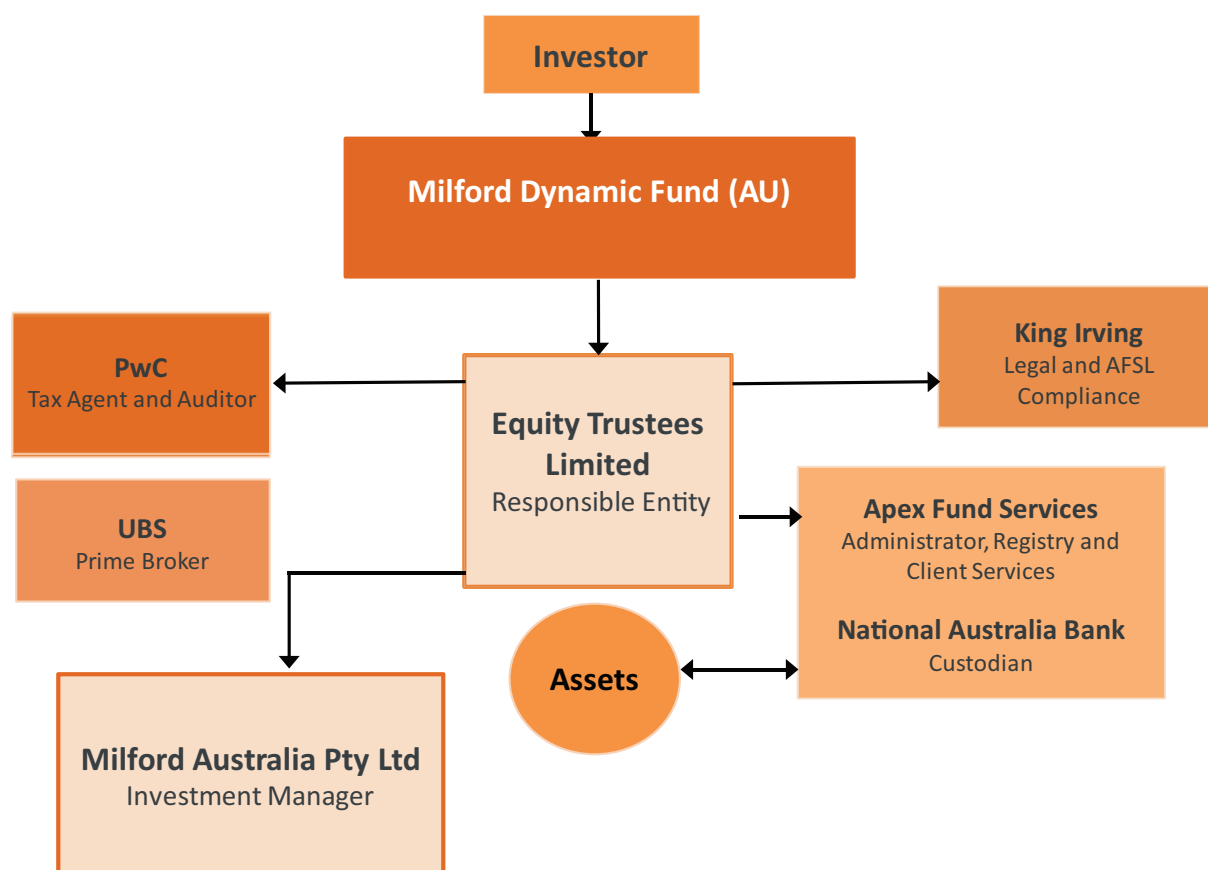 Investor
Milford Dynamic Fund (AU)
PwC
Tax Agent and Auditor
King Irving
Legal and AFSL
Compliance
Equity Trustees
Limited
Responsible Entity
UBS
Prime Broker
Apex Fund Services
Administrator, Registry and
Client Services
National Australia Bank
Custodian
Assets
Milford Australia Pty Ltd
Investment Manager